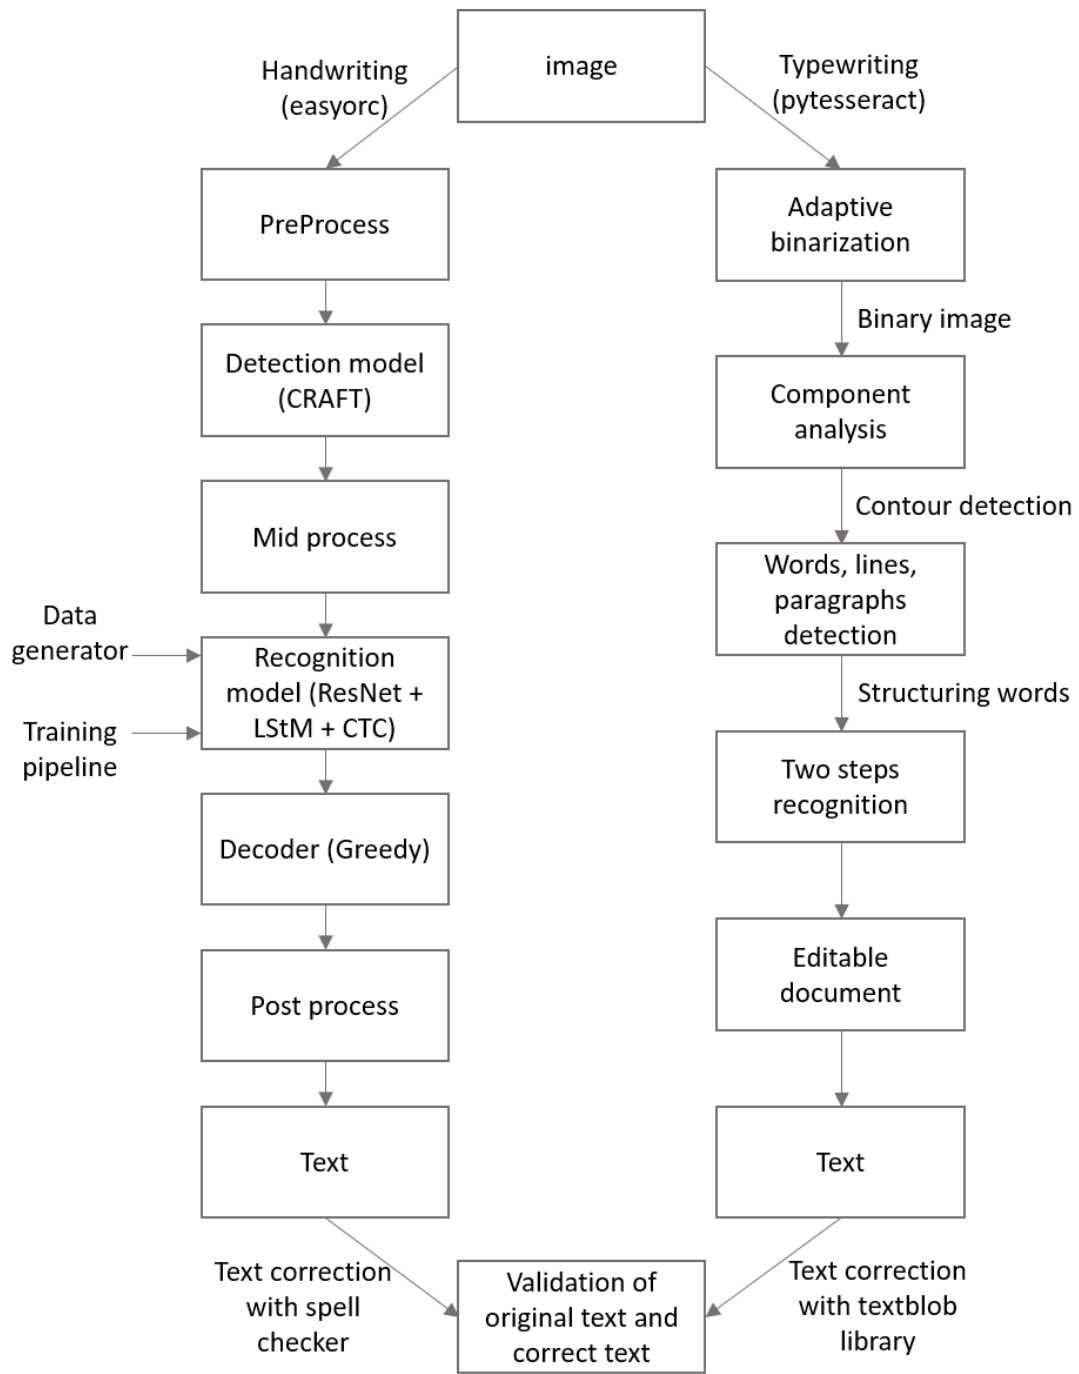 image
Handwriting
(easyorc)
Typewriting
(pytesseract)
PreProcess
Detection model
(CRAFT)
Mid process
Data
generator
Training
pipeline
Recognition
model (ResNet +
LStM + CTC)
Decoder (Greedy)
Post process
Text
Text correction
with spell
checker
Adaptive
binarization
Binary image
Component
analysis
Contour detection
Words, lines,
paragraphs
detection
Structuring words
Two steps
recognition
Editable
document
Text
Text correction
with textblob
library
Validation of
original text and
correct text